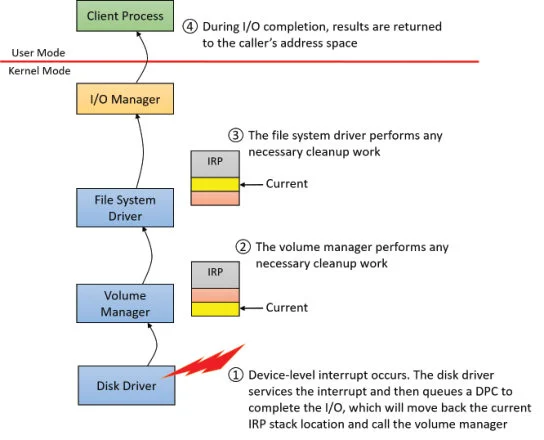 Client Process
④ During I/O completion, results are returned
to the caller's address space
User Mode
Kernel Mode
I/O Manager
③ The file system driver performs any
necessary cleanup work
IRP
Current
File System
Driver
② The volume manager performs any
necessary cleanup work
IRP
Volume
Manager
Current
Disk Driver
① Device-level interrupt occurs. The disk driver
services the interrupt and then queues a DPC to
complete the I/O, which will move back the current
IRP stack location and call the volume manager